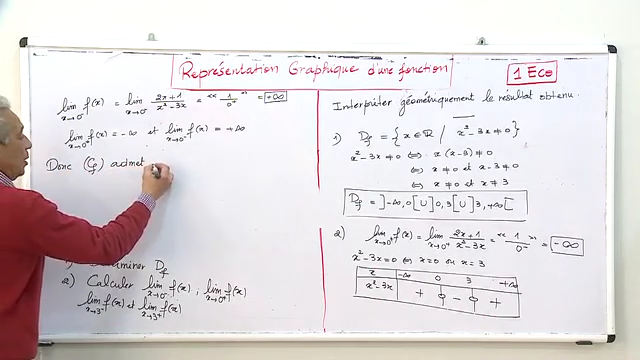 Représentation Graphique d'une fonction
1 Eco
lim x→0⁻ f(x) = lim x→0⁻ (2x+1)/(x²-3x) = « 1/0⁺ » = +∞
lim x→0⁺ f(x) = -∞ et lim x→0⁻ f(x) = +∞
Donc (Cf) admet
Df
2) Calculer lim x→0⁻ f(x) ; lim x→0⁺ f(x)
lim x→3⁻ f(x) et lim x→3⁺ f(x)
Interpréter géométriquement le résultat obtenu.
1) Df = {x ∈ ℝ / x²-3x ≠ 0}
x²-3x ≠ 0 ⇔ x(x-3) ≠ 0
⇔ x ≠ 0 et x-3 ≠ 0
⇔ x ≠ 0 et x ≠ 3
Df = ]-∞, 0[ U ]0, 3[ U ]3, +∞[
2) lim x→0⁺ f(x) = lim x→0⁺ (2x+1)/(x²-3x) = « 1/0⁻ » = -∞
x²-3x = 0 ⇔ x=0 ou x=3
x -∞ 0 3 +∞
x²-3x + 0 - 0 +